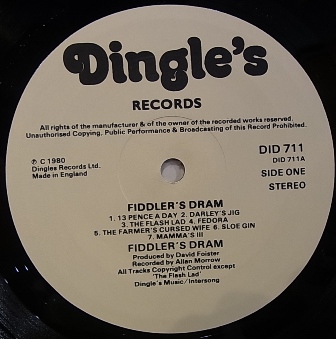 Dingle's
RECORDS
All rights of the manufacturer & of the owner of the recorded works reserved.
Unauthorised Copying, Public Performance & Broadcasting of this Record Prohibited.
℗ C 1980
Dingles Records Ltd.
Made in England
DID 711
DID 711A
SIDE ONE
STEREO
FIDDLER'S DRAM
1. 13 PENCE A DAY 2. DARLEY'S JIG
3. THE FLASH LAD 4. FEDORA
5. THE FARMER'S CURSED WIFE 6. SLOE GIN
7. MAMMA'S III
FIDDLER'S DRAM
Produced by David Foister
Recorded by Allan Morrow
All Tracks Copyright Control except
'The Flash Lad'
Dingle's Music/Intersong